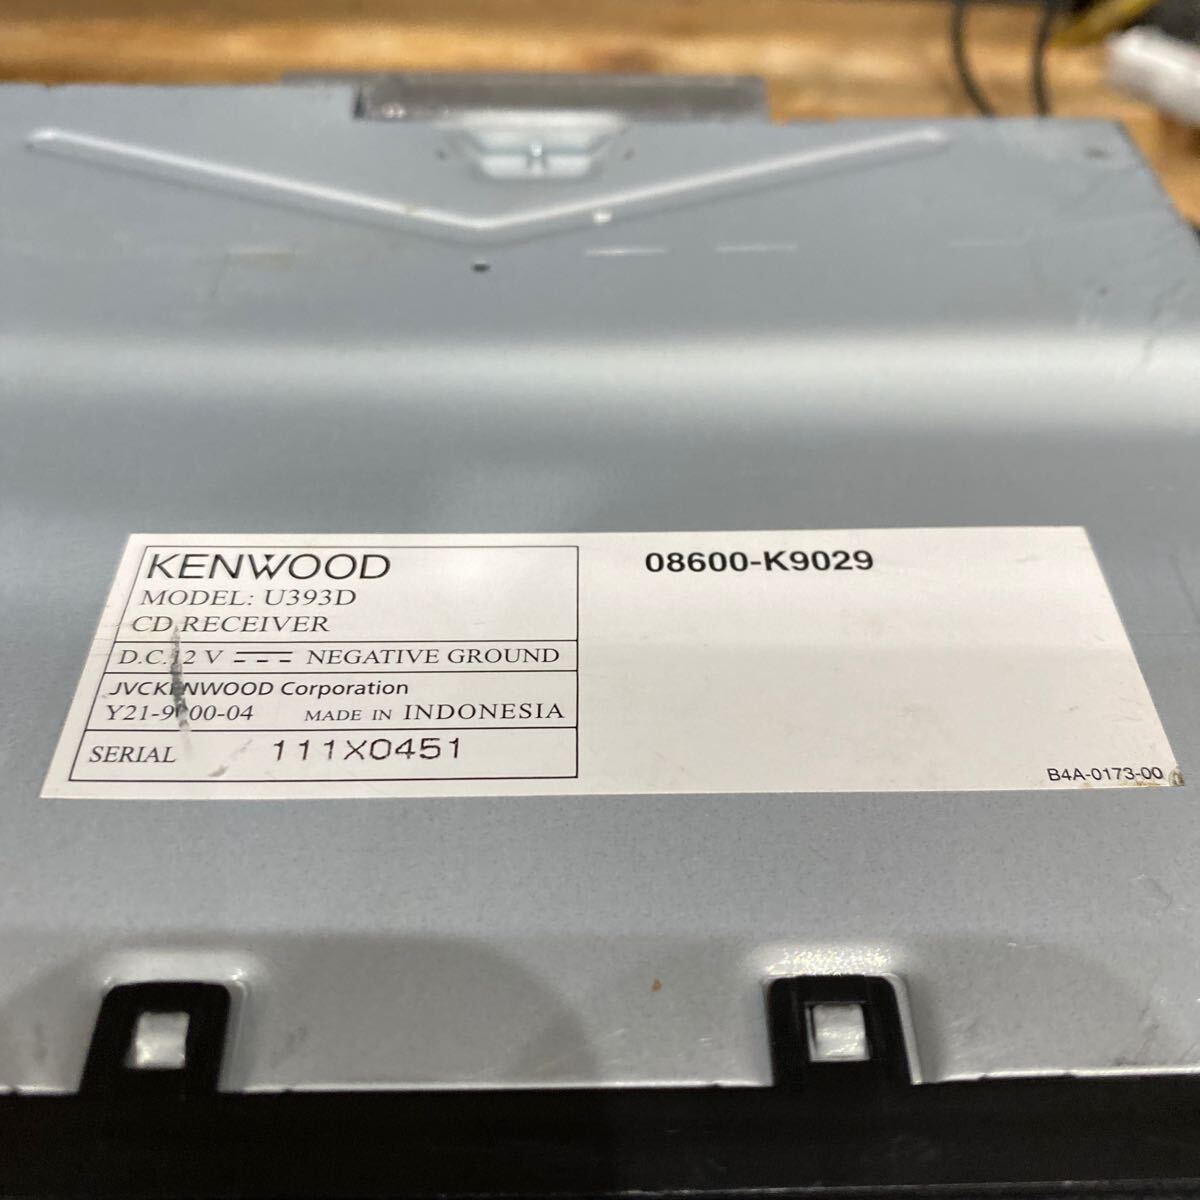 KENWOOD
MODEL: U393D
CD RECEIVER
D.C. 12 V NEGATIVE GROUND
JVCKENWOOD Corporation
MADE IN INDONESIA
SERIAL 111X0451
08600-K9029
B4A-0173-00